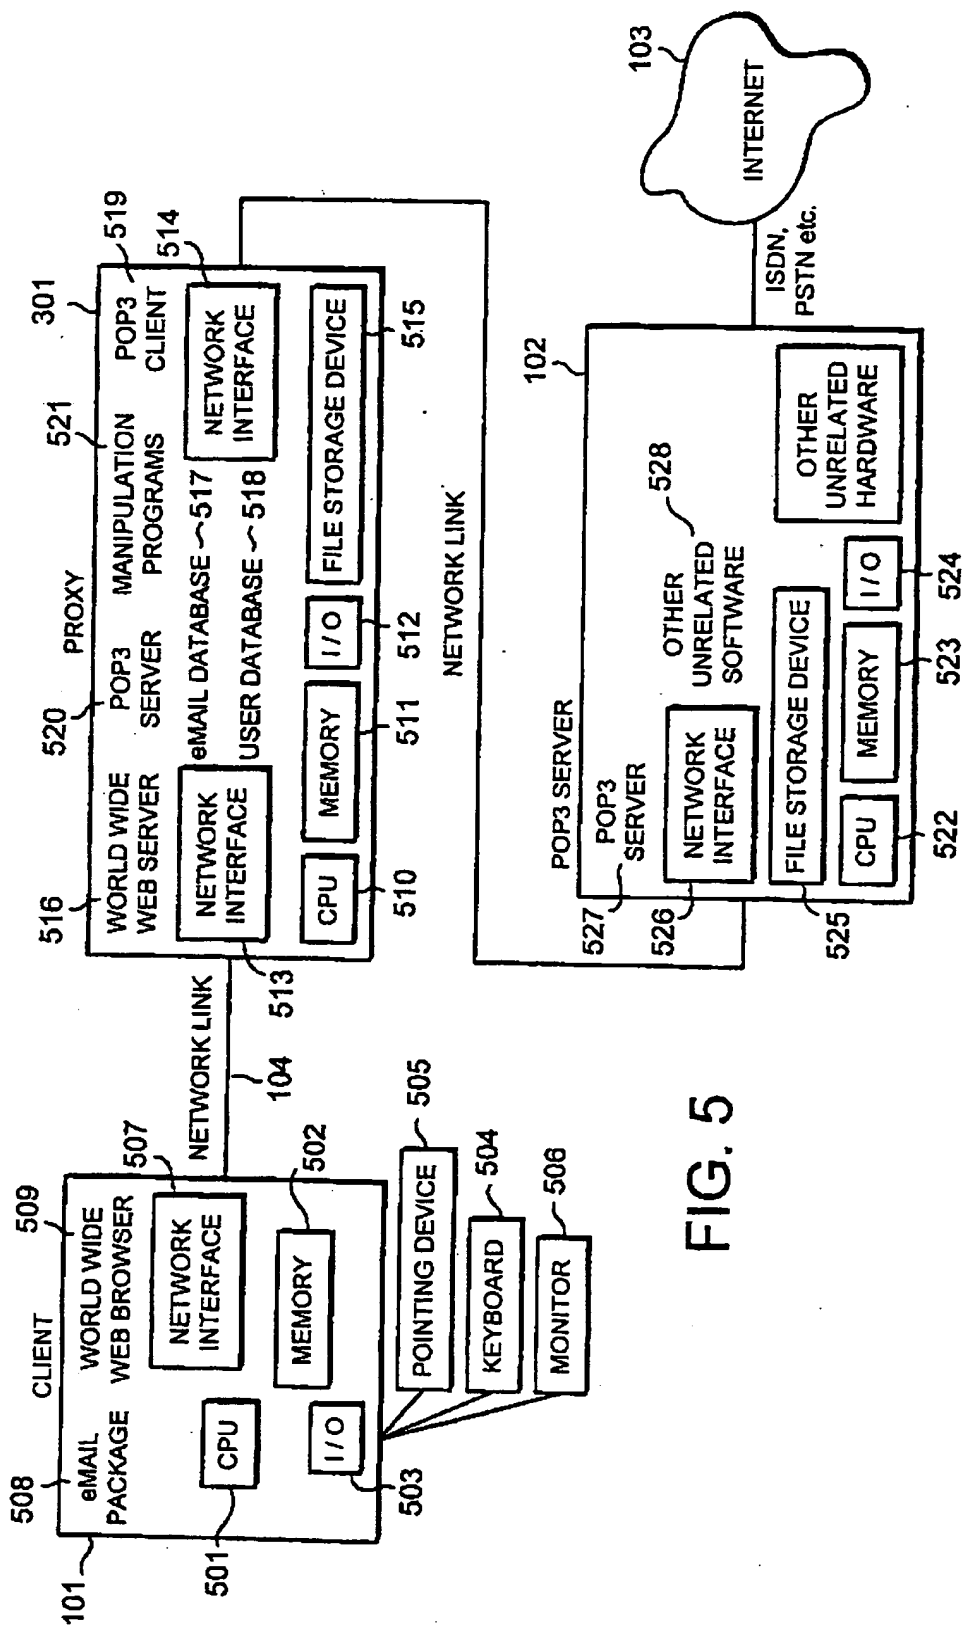 CLIENT
101
508
509
eMAIL
PACKAGE
WORLD WIDE
WEB BROWSER
507
NETWORK
INTERFACE
CPU
501
MEMORY
502
I / O
503
POINTING DEVICE
505
KEYBOARD
504
MONITOR
506
NETWORK LINK
104
PROXY
301
516
520
521
519
WORLD WIDE
WEB SERVER
POP3
SERVER
MANIPULATION
PROGRAMS
POP3
CLIENT
NETWORK
INTERFACE
513
eMAIL DATABASE 517
USER DATABASE 518
NETWORK
INTERFACE
514
CPU
510
MEMORY
511
I / O
512
FILE STORAGE DEVICE
515
NETWORK LINK
POP3 SERVER
102
POP3
SERVER
527
NETWORK
INTERFACE
526
OTHER
UNRELATED
SOFTWARE
528
FILE STORAGE DEVICE
525
CPU
522
MEMORY
523
I / O
524
OTHER
UNRELATED
HARDWARE
ISDN,
PSTN etc.
INTERNET
103
FIG. 5